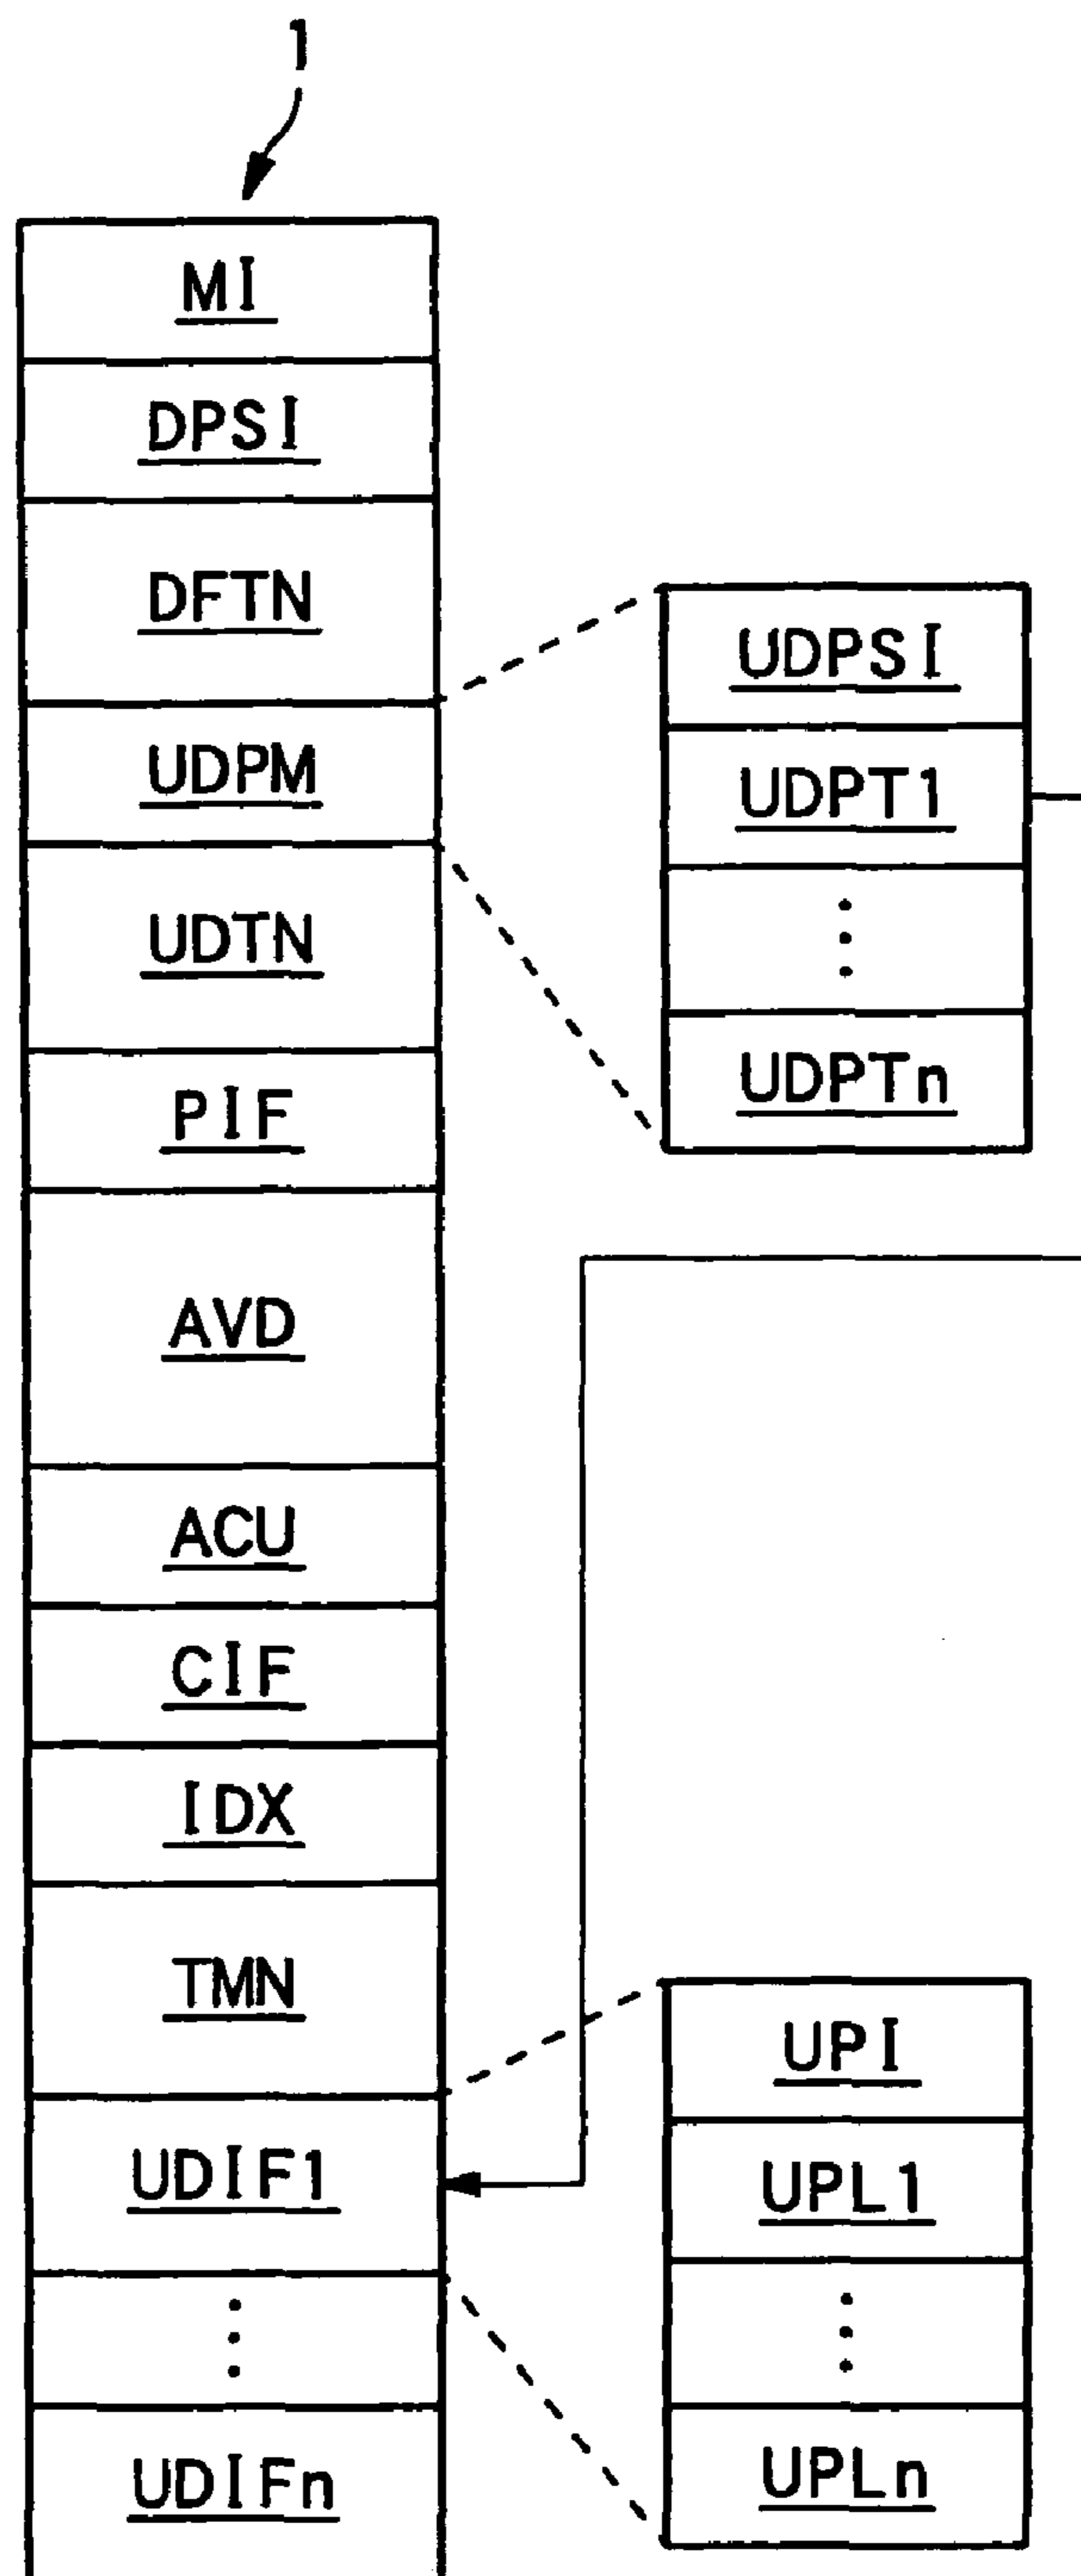 1
MI
DPSI
DFTN
UDPM
UDTN
PIF
AVD
ACU
CIF
IDX
TMN
UDIF1
⋮
UDIFn
UDPSI
UDPT1
⋮
UDPTn
UPI
UPL1
⋮
UPLn